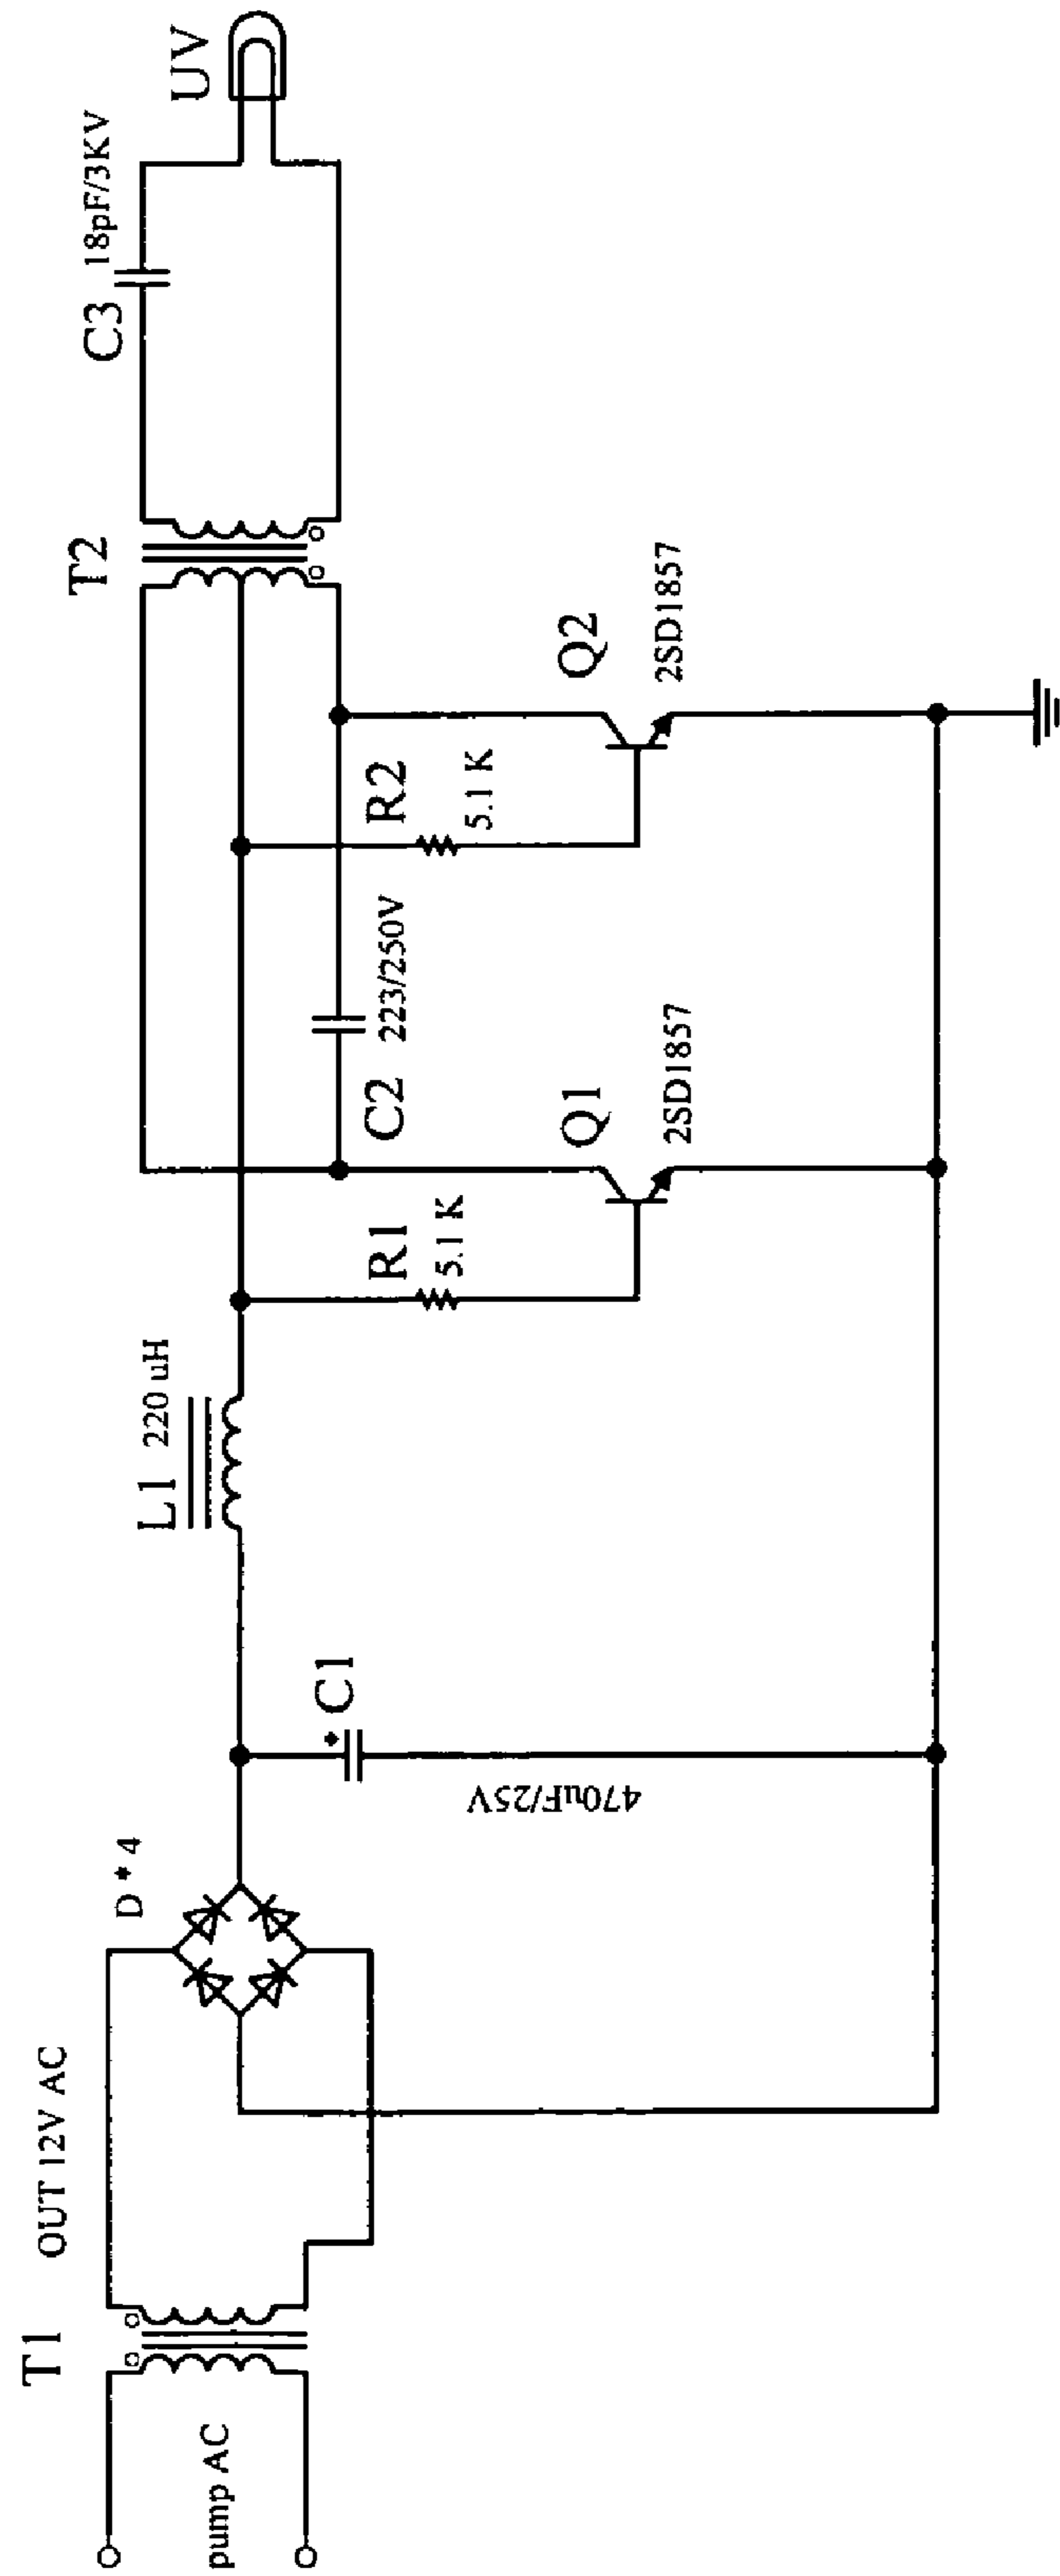 T1
OUT 12V AC
pump AC
D * 4
C1
470uF/25V
L1 220 uH
R1
5.1 K
Q1
2SD1857
C2 223/250V
R2
5.1 K
Q2
2SD1857
T2
C3 18pF/3KV
UV